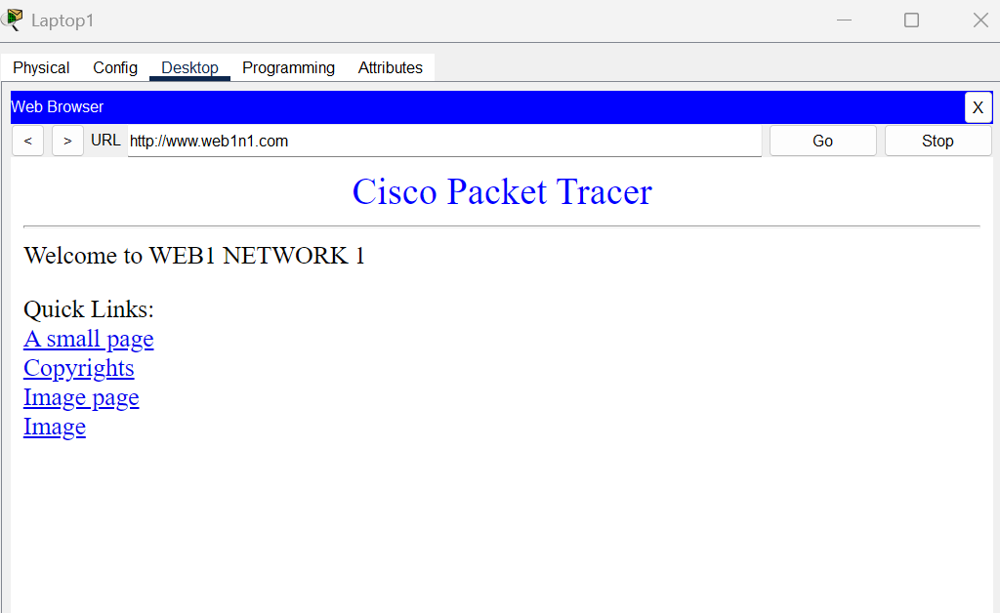 Laptop1
Physical Config Desktop Programming Attributes
Web Browser X
< > URL http://www.web1n1.com Go Stop
Cisco Packet Tracer
Welcome to WEB1 NETWORK 1
Quick Links:
A small page
Copyrights
Image page
Image